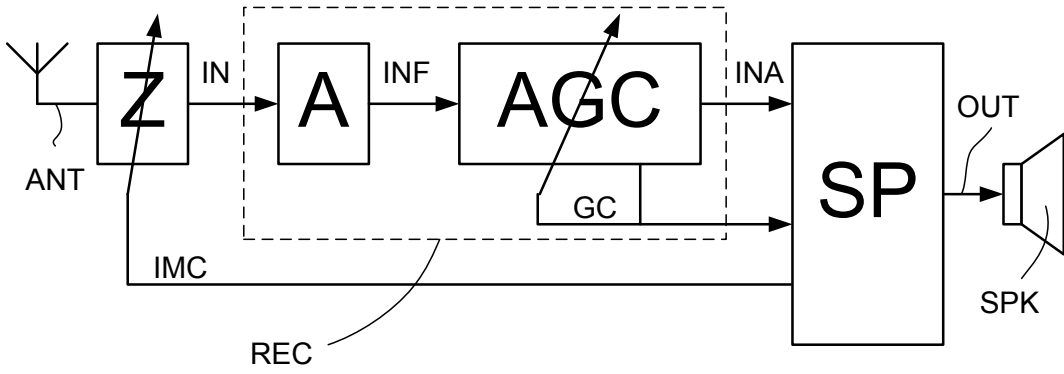 Z
IN
A
INF
AGC
INA
OUT
ANT
SP
GC
IMC
SPK
REC